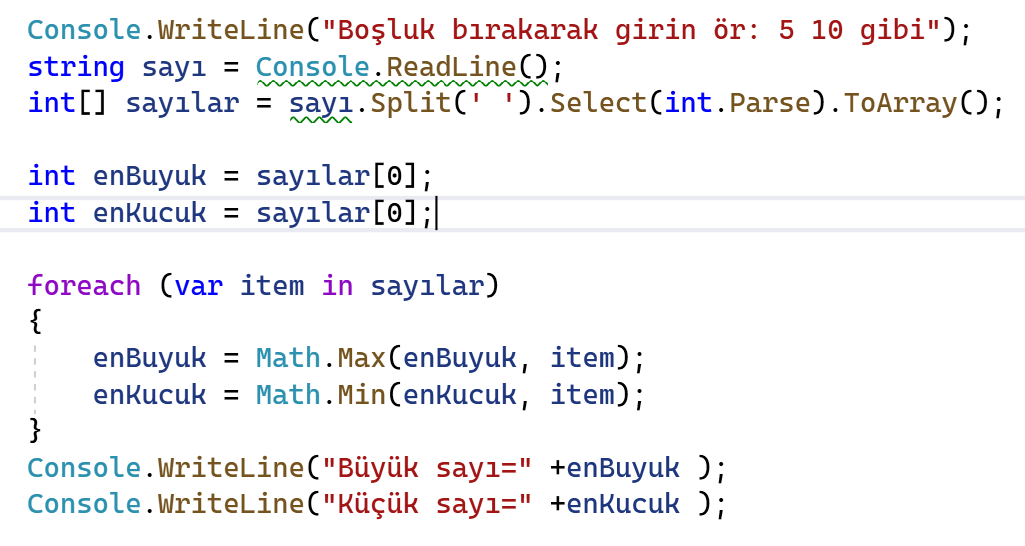 Console.WriteLine("Boşluk bırakarak girin ör: 5 10 gibi");
string sayı = Console.ReadLine();
int[] sayılar = sayı.Split(' ').Select(int.Parse).ToArray();
int enBuyuk = sayılar[0];
int enKucuk = sayılar[0];
foreach (var item in sayılar)
{
enBuyuk = Math.Max(enBuyuk, item);
enKucuk = Math.Min(enKucuk, item);
}
Console.WriteLine("Büyük sayı=" +enBuyuk );
Console.WriteLine("Küçük sayı=" +enKucuk );